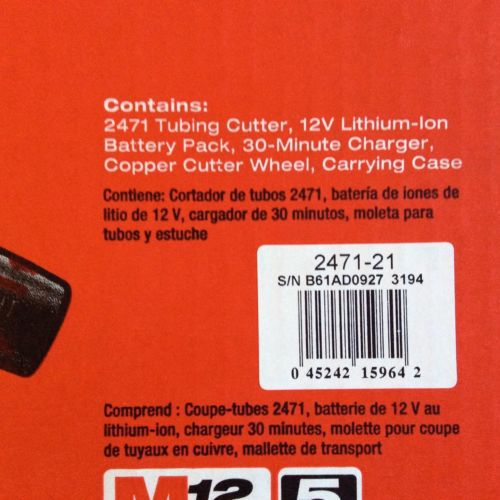 Contains:
2471 Tubing Cutter, 12V Lithium-Ion
Battery Pack, 30-Minute Charger,
Copper Cutter Wheel, Carrying Case
Contiene: Cortador de tubos 2471, batería de iones de
litio de 12 V, cargador de 30 minutos, moleta para
tubos y estuche
2471-21
S/N B61AD0927 3194
0 45242 15964 2
Comprend : Coupe-tubes 2471, batterie de 12 V au
lithium-ion, chargeur 30 minutes, molette pour coupe
de tuyaux en cuivre, mallette de transport
M12 5